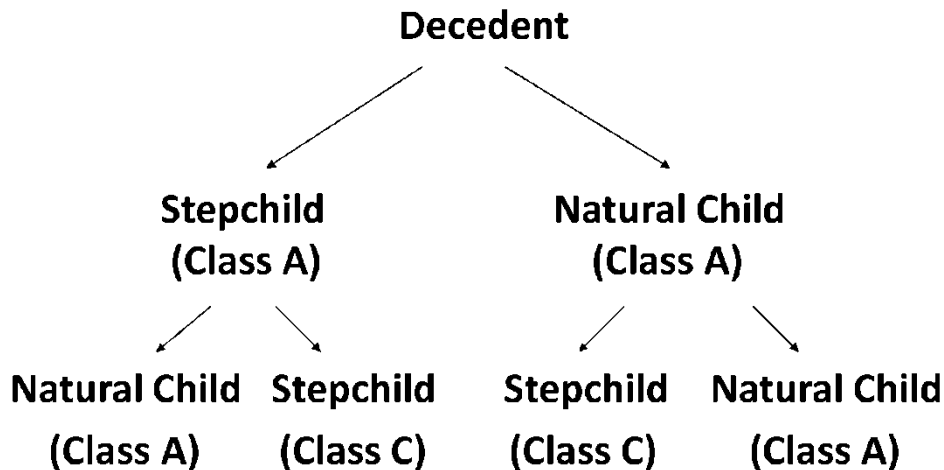 Decedent
Stepchild
(Class A)
Natural Child
(Class A)
Natural Child
(Class A)
Stepchild
(Class C)
Stepchild
(Class C)
Natural Child
(Class A)